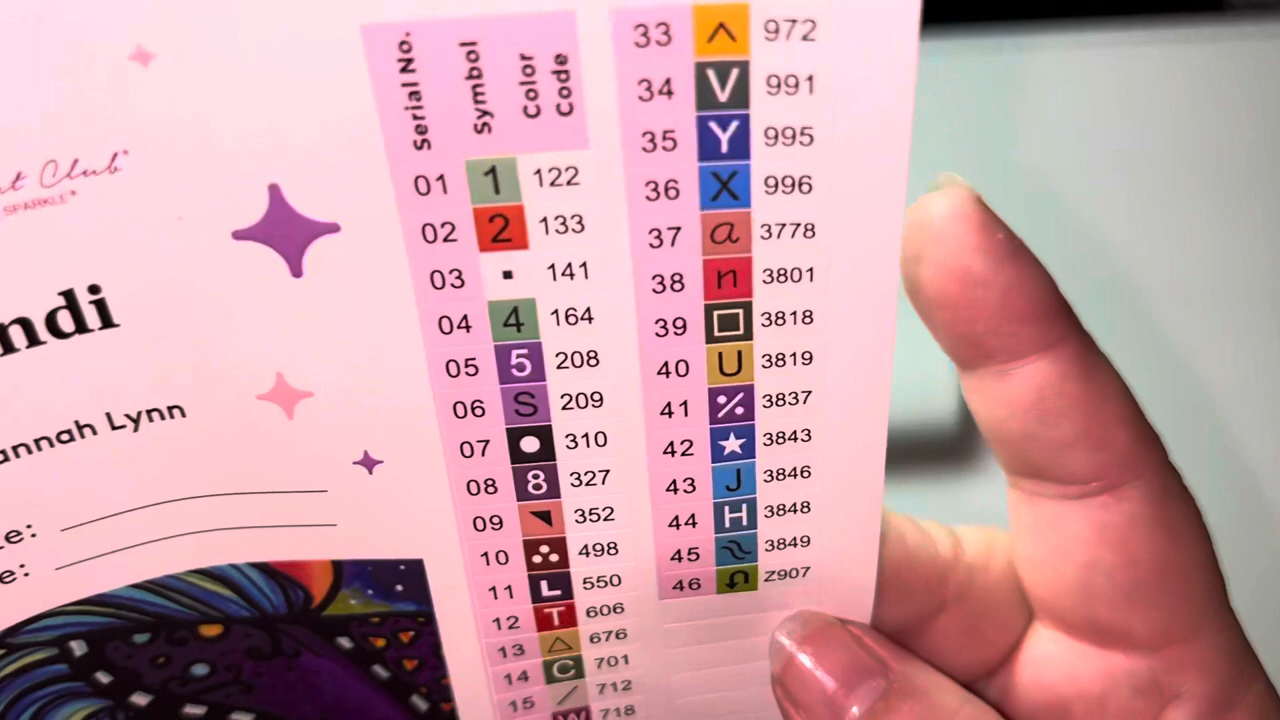 t Club
SPARKLE
ndi
annah Lynn
e:
e:
Serial No. Symbol Color Code
01 1 122
02 2 133
03 ▪ 141
04 4 164
05 5 208
06 S 209
07 ● 310
08 8 327
09 ◥ 352
10 498
11 L 550
12 T 606
13 △ 676
14 C 701
15 / 712
W 718
33 ^ 972
34 V 991
35 Y 995
36 X 996
37 a 3778
38 n 3801
39 □ 3818
40 U 3819
41 ٪ 3837
42 ★ 3843
43 J 3846
44 H 3848
45 3849
46 Z907